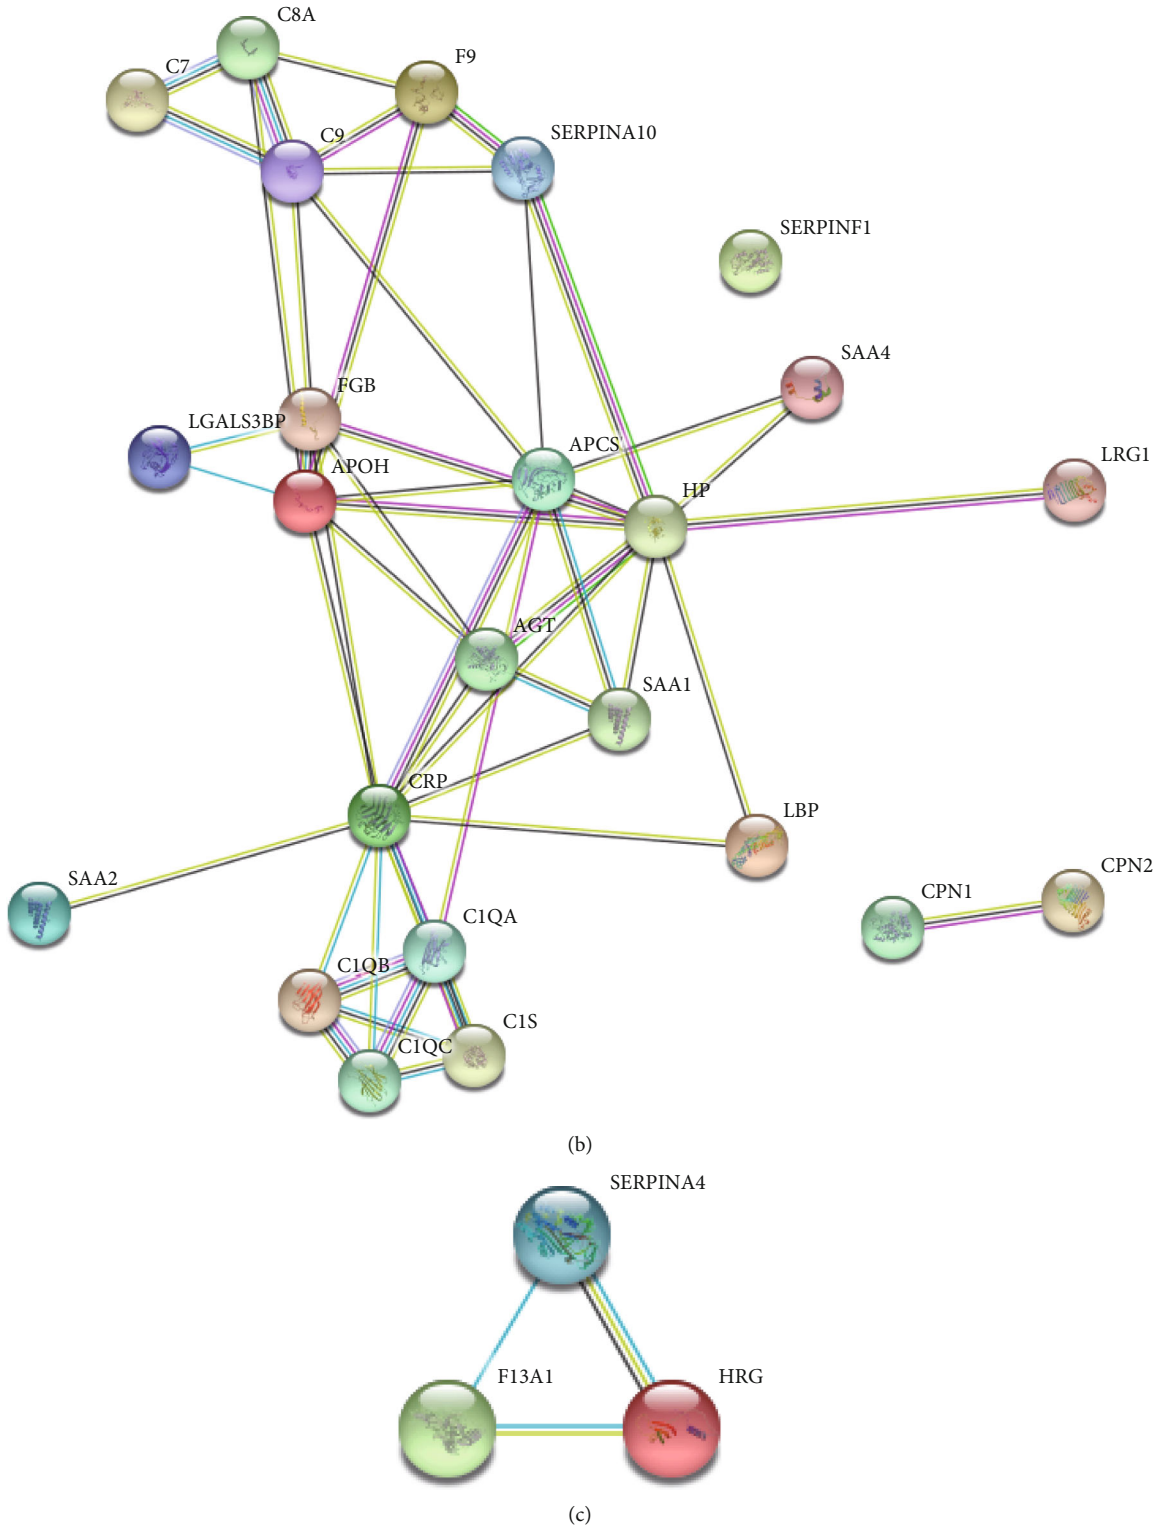 C8A
C7
F9
C9
SERPINA10
SERPINF1
SAA4
FGB
LGALS3BP
APCS
APOH
HP
LRG1
AGT
SAA1
CRP
LBP
SAA2
CPN1
CPN2
C1QA
C1QB
C1S
C1QC
(b)
SERPINA4
F13A1
HRG
(c)